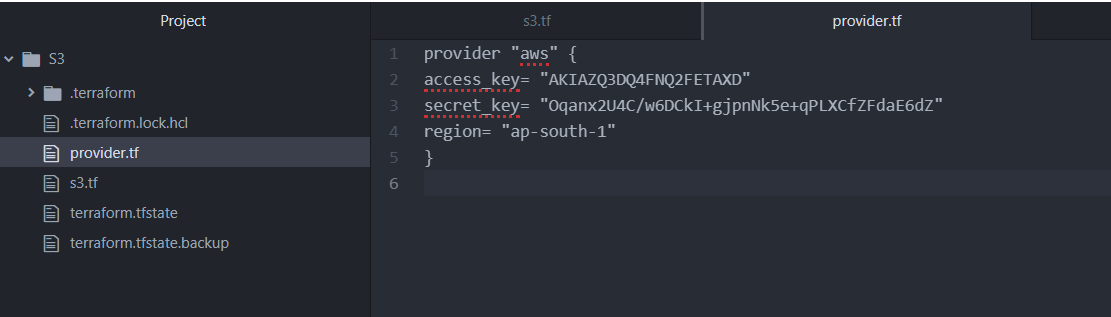 Project
S3
.terraform
.terraform.lock.hcl
provider.tf
s3.tf
terraform.tfstate
terraform.tfstate.backup
s3.tf
provider.tf
1 provider "aws" {
2 access_key= "AKIAZQ3DQ4FNQ2FETAXD"
3 secret_key= "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"
4 region= "ap-south-1"
5 }
6